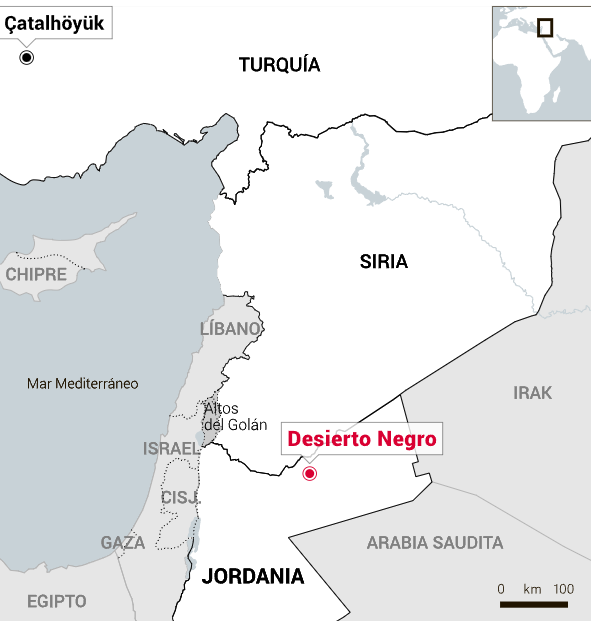 Çatalhöyük
TURQUÍA
SIRIA
CHIPRE
LÍBANO
Mar Mediterráneo
IRAK
Altos
del Golán
Desierto Negro
ISRAEL
CISJ.
GAZA
ARABIA SAUDITA
JORDANIA
EGIPTO
0 km 100